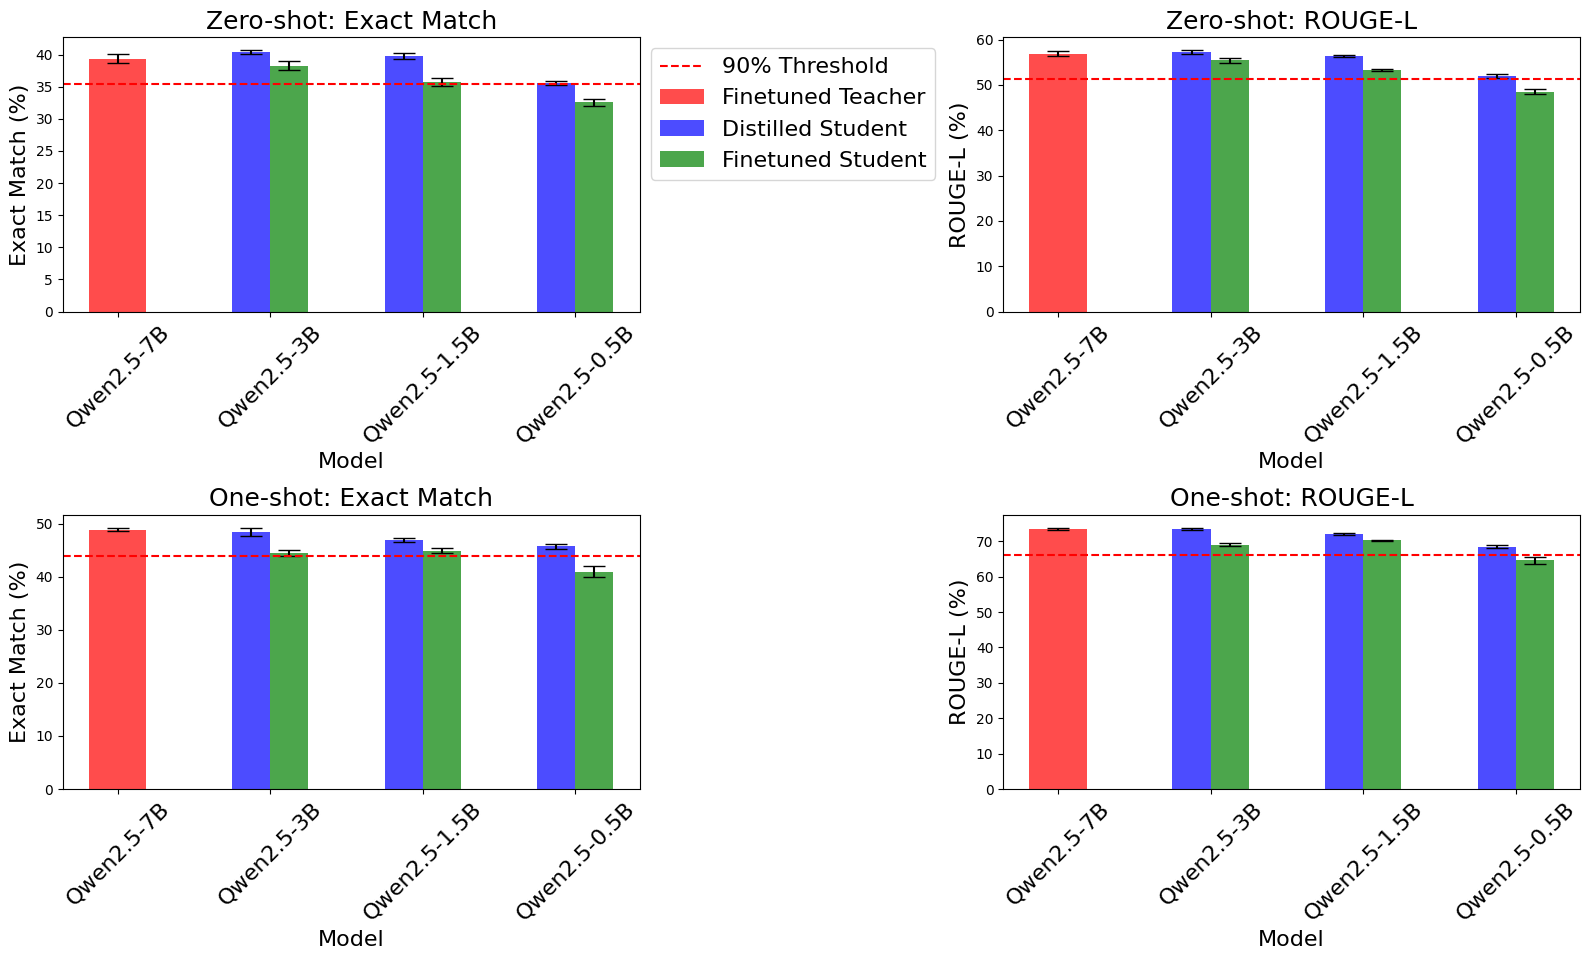 Zero-shot: Exact Match
Exact Match (%)
40
35
30
25
20
15
10
5
0
Qwen2.5-7B
Qwen2.5-3B
Qwen2.5-1.5B
Qwen2.5-0.5B
Model
90% Threshold
Finetuned Teacher
Distilled Student
Finetuned Student
Zero-shot: ROUGE-L
ROUGE-L (%)
60
50
40
30
20
10
0
Qwen2.5-7B
Qwen2.5-3B
Qwen2.5-1.5B
Qwen2.5-0.5B
Model
One-shot: Exact Match
Exact Match (%)
50
40
30
20
10
0
Qwen2.5-7B
Qwen2.5-3B
Qwen2.5-1.5B
Qwen2.5-0.5B
Model
One-shot: ROUGE-L
ROUGE-L (%)
70
60
50
40
30
20
10
0
Qwen2.5-7B
Qwen2.5-3B
Qwen2.5-1.5B
Qwen2.5-0.5B
Model